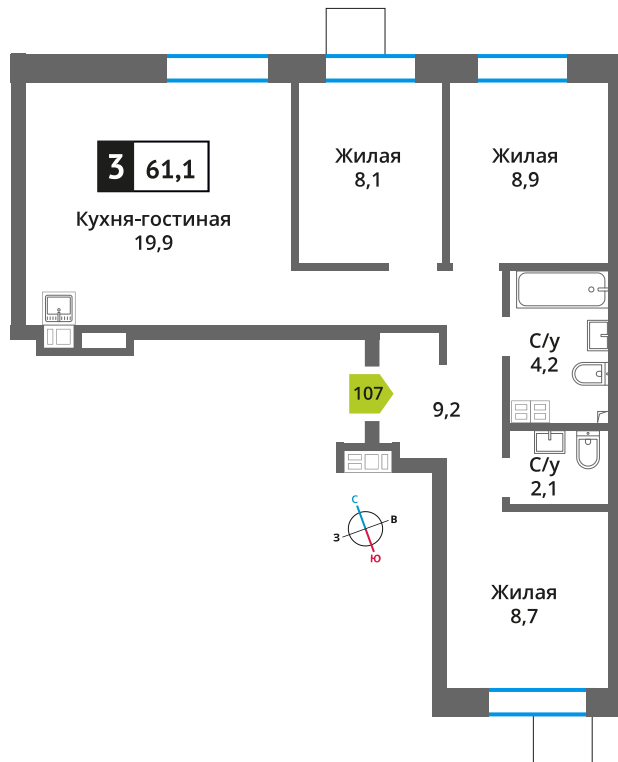 3 61,1
Кухня-гостиная
19,9
Жилая
8,1
Жилая
8,9
С/у
4,2
107
9,2
С/у
2,1
С
В
З
Ю
Жилая
8,7